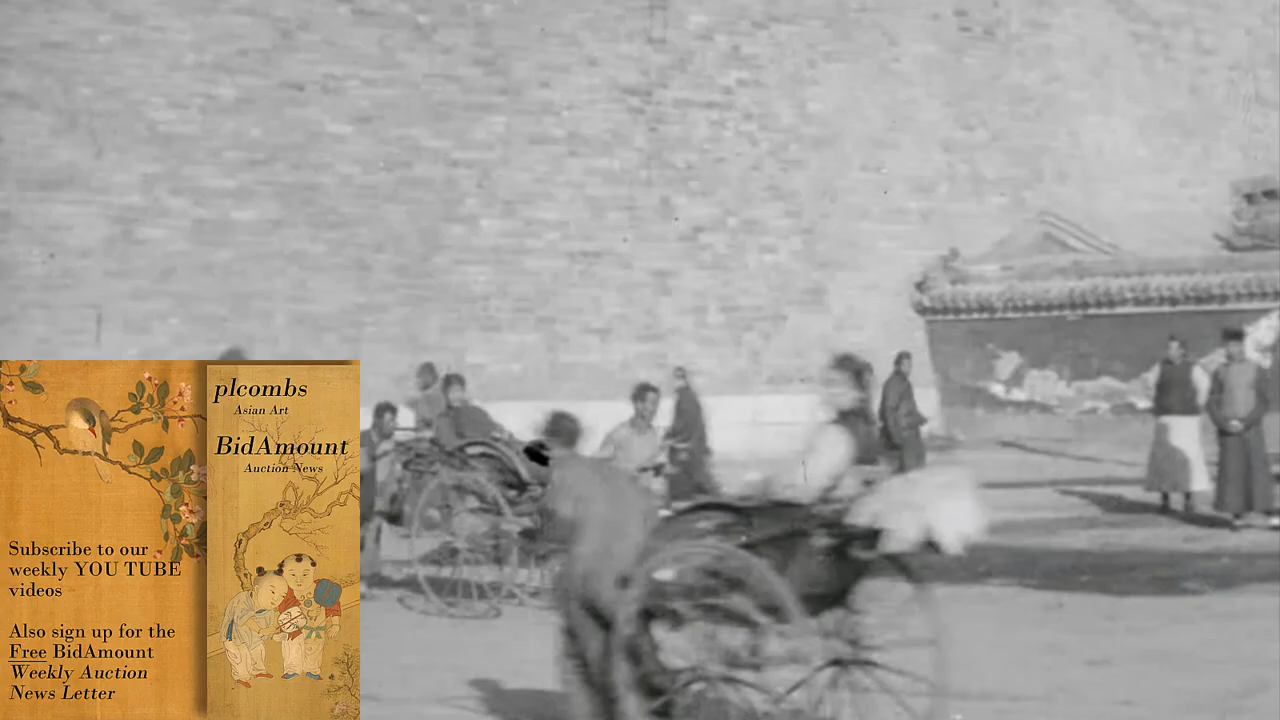 plcombs
Asian Art
BidAmount
Auction News
Subscribe to our
weekly YOU TUBE
videos
Also sign up for the
Free BidAmount
Weekly Auction
News Letter